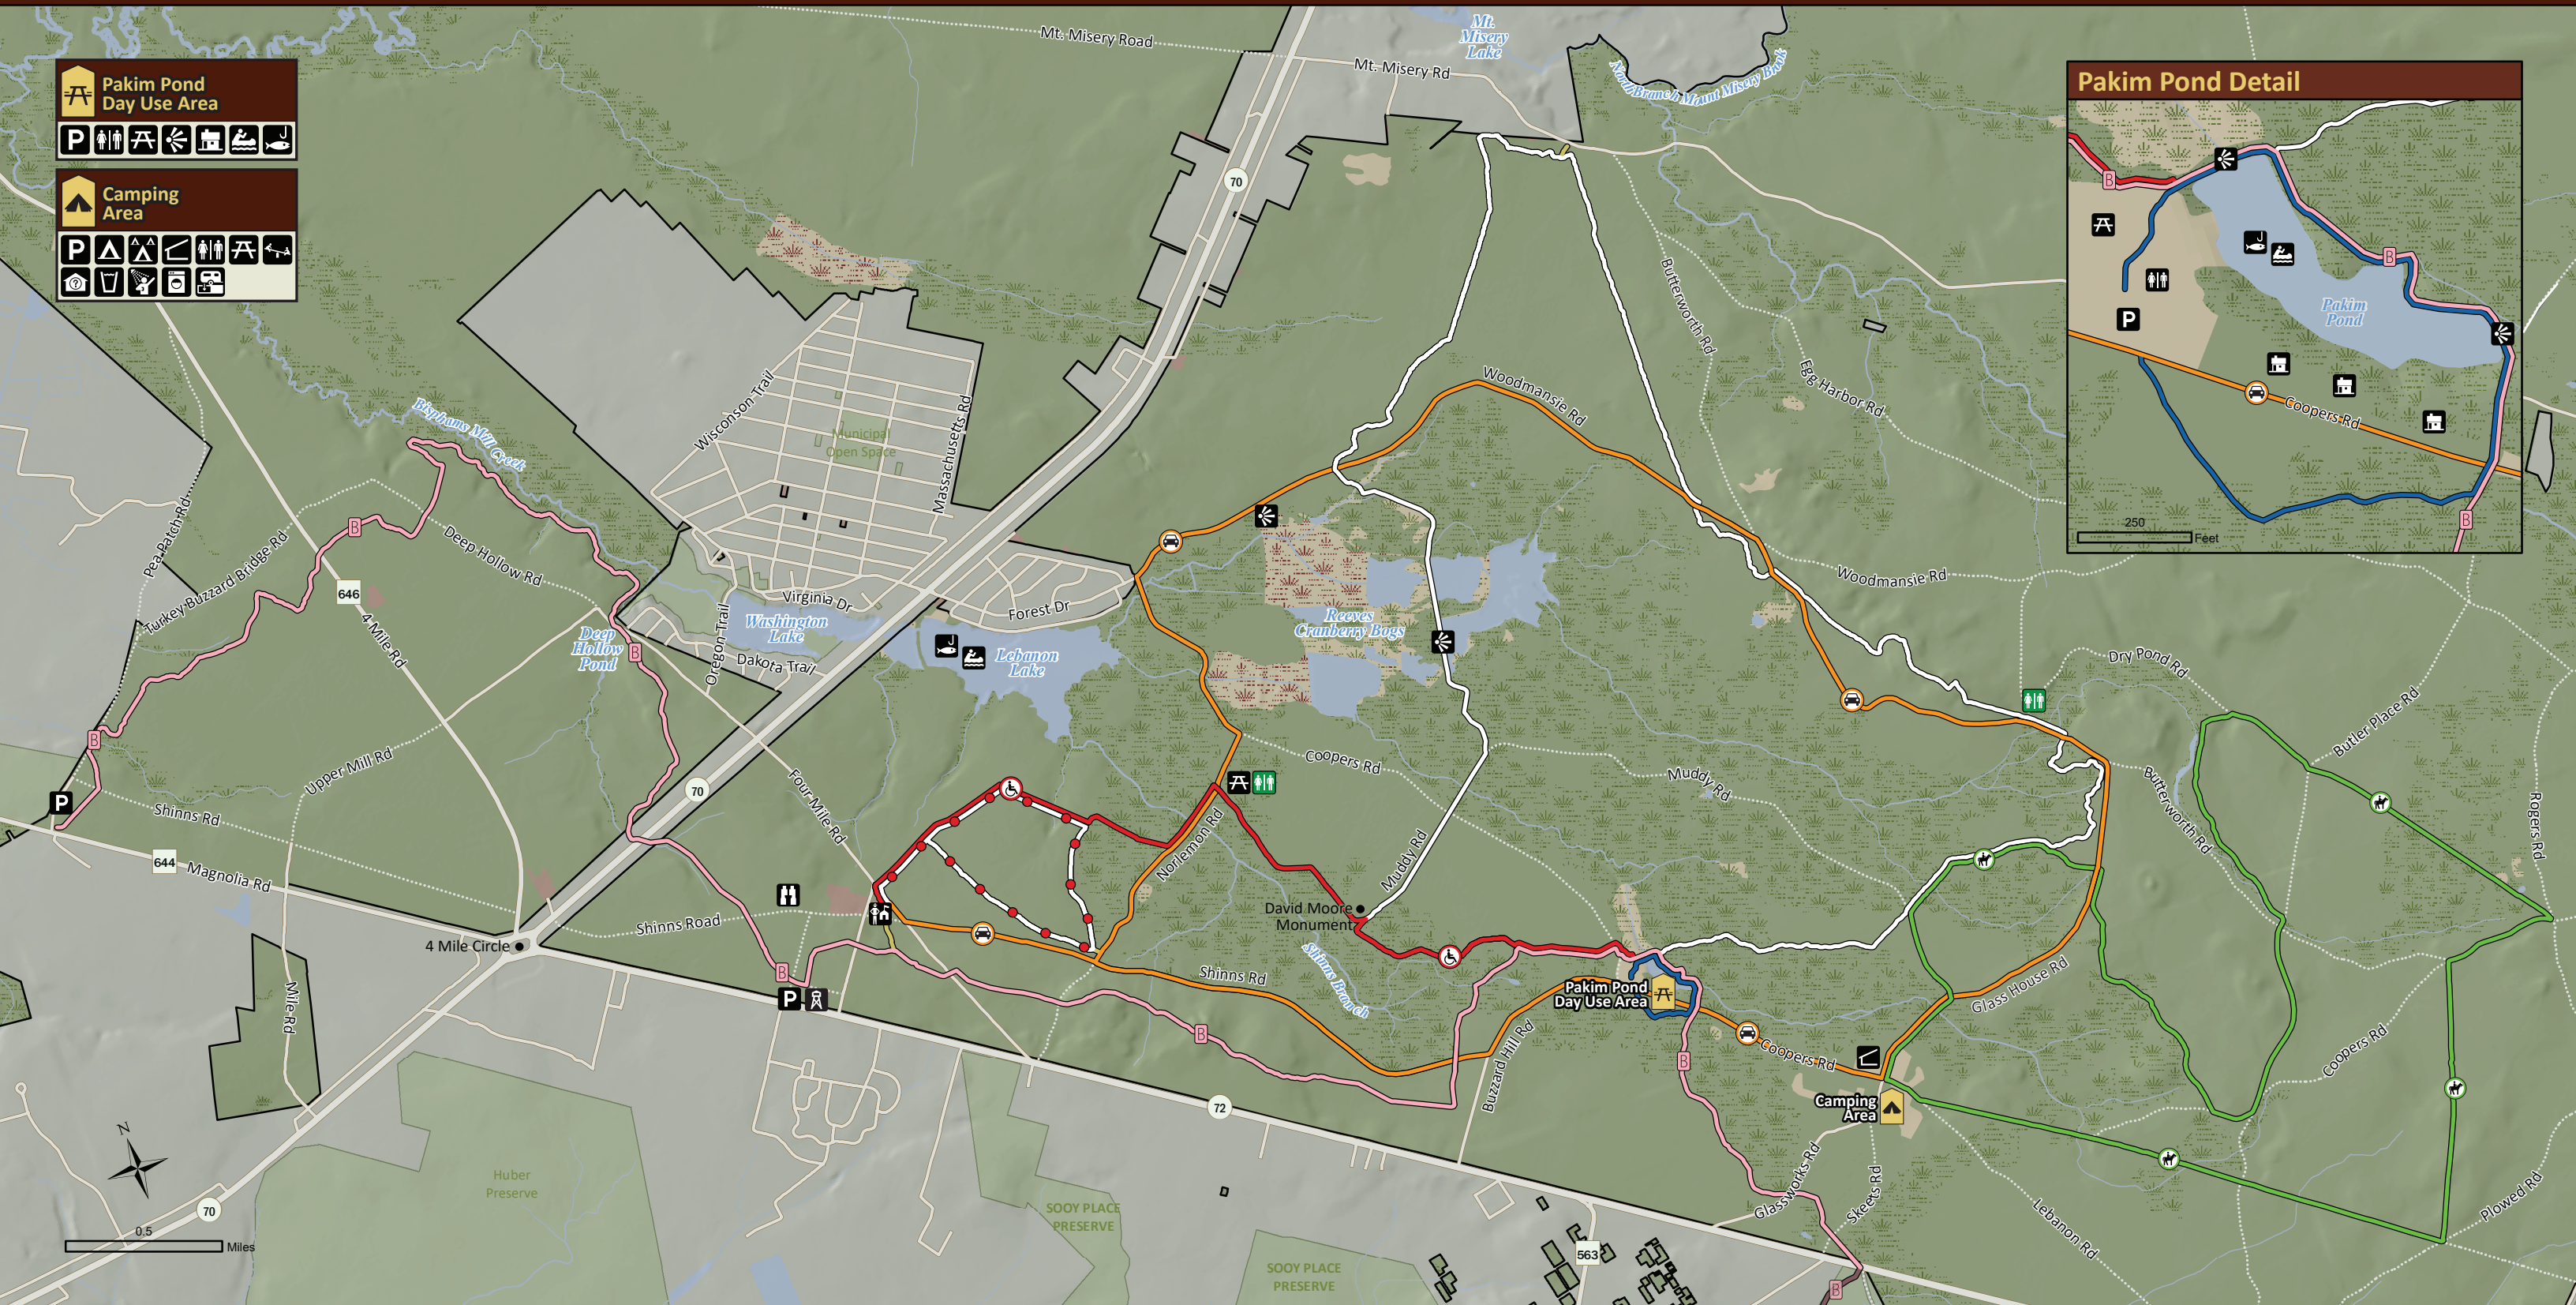 Pakim Pond
Day Use Area
P
Camping
Area
P
Mt. Misery Road
Mt.
Misery
Lake
Mt. Misery Rd
North Branch Mount Misery Brook
70
Pakim Pond Detail
B
B
Pakim
Pond
P
Coopers Rd
B
250
Feet
Butterworth Rd
Egg Harbor Rd
Woodmansie Rd
Wisconson Trail
Massachusetts Rd
Municipal
Open Space
Bisphams Mill Creek
Pea Patch Rd
Turkey Buzzard Bridge Rd
B
Deep Hollow Rd
646
4 Mile Rd
Deep
Hollow
Pond
B
Oregon Trail
Virginia Dr
Washington
Lake
Dakota Trail
Forest Dr
Lebanon
Lake
Reeves
Cranberry Bogs
Woodmansie Rd
Dry Pond Rd
Butler Place Rd
Rogers Rd
B
Upper Mill Rd
P
Shinns Rd
644
Magnolia Rd
70
Four Mile Rd
Coopers Rd
Muddy Rd
Norlemon Rd
Muddy Rd
Butterworth Rd
David Moore
Monument
Shinns Road
4 Mile Circle
B
P
Mile Rd
Shinns Rd
Shinns Branch
Pakim Pond
Day Use Area
Glass House Rd
B
Buzzard Hill Rd
B
Coopers Rd
Coopers Rd
72
Camping
Area
N
Huber
Preserve
SOOY PLACE
PRESERVE
Glassworks Rd
Skeets Rd
Lebanon Rd
Plowed Rd
70
0.5
Miles
563
SOOY PLACE
PRESERVE
B